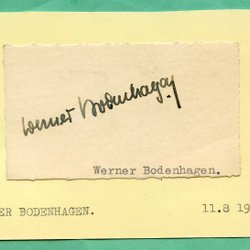 Werner Bodenhagen
Werner Bodenhagen.
ER BODENHAGEN.
11.8 19